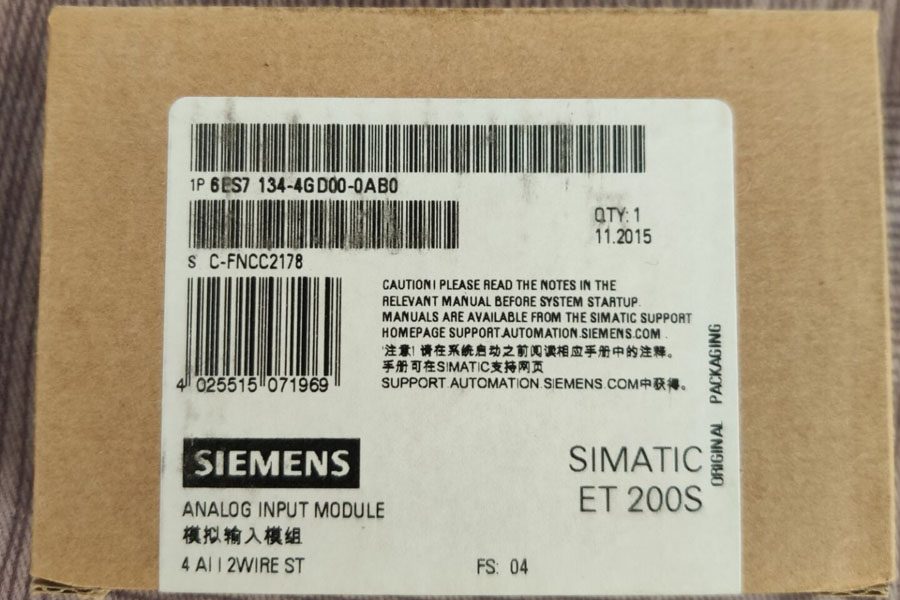 1P 6ES7 134-4GD00-0AB0
QTY: 1
11.2015
S C-FNCC2178
4 025515 071969
CAUTION! PLEASE READ THE NOTES IN THE
RELEVANT MANUAL BEFORE SYSTEM STARTUP.
MANUALS ARE AVAILABLE FROM THE SIMATIC SUPPORT
HOMEPAGE SUPPORT.AUTOMATION.SIEMENS.COM .
注意! 请在系统启动之前阅读相应手册中的注释。
手册可在SIMATIC支持网页
SUPPORT.AUTOMATION.SIEMENS.COM中获得。
ORIGINAL PACKAGING
SIEMENS
SIMATIC
ET 200S
ANALOG INPUT MODULE
模拟输入模组
4 AI I 2WIRE ST
FS: 04